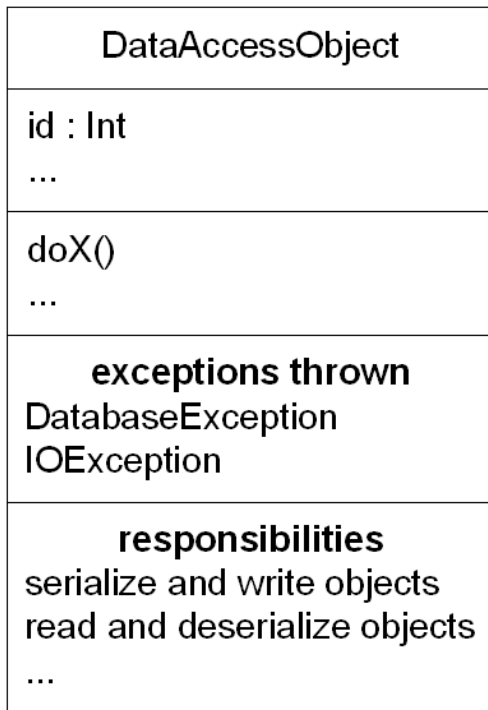 DataAccessObject
id : Int
...
doX()
...
exceptions thrown
DatabaseException
IOException
responsibilities
serialize and write objects
read and deserialize objects
...